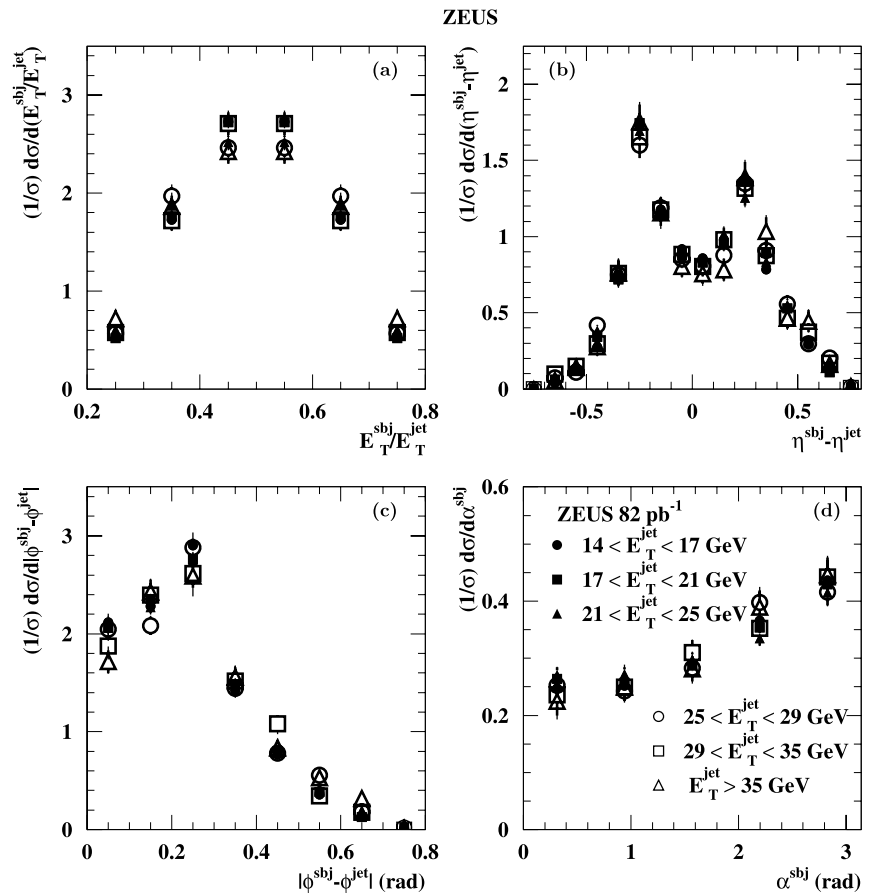 ZEUS
(a)
(1/σ) dσ/d(E_T^sbj/E_T^jet)
3
2
1
0
0.2 0.4 0.6 0.8
E_T^sbj/E_T^jet
(b)
(1/σ) dσ/d(η^sbj-η^jet)
2
1.5
1
0.5
0
-0.5 0 0.5
η^sbj-η^jet
(c)
(1/σ) dσ/d|ϕ^sbj-ϕ^jet|
3
2
1
0
0 0.2 0.4 0.6 0.8
|ϕ^sbj-ϕ^jet| (rad)
(d)
(1/σ) dσ/dα^sbj
0.6
0.4
0.2
0
ZEUS 82 pb^-1
14 < E_T^jet < 17 GeV
17 < E_T^jet < 21 GeV
21 < E_T^jet < 25 GeV
25 < E_T^jet < 29 GeV
29 < E_T^jet < 35 GeV
E_T^jet > 35 GeV
0 1 2 3
α^sbj (rad)